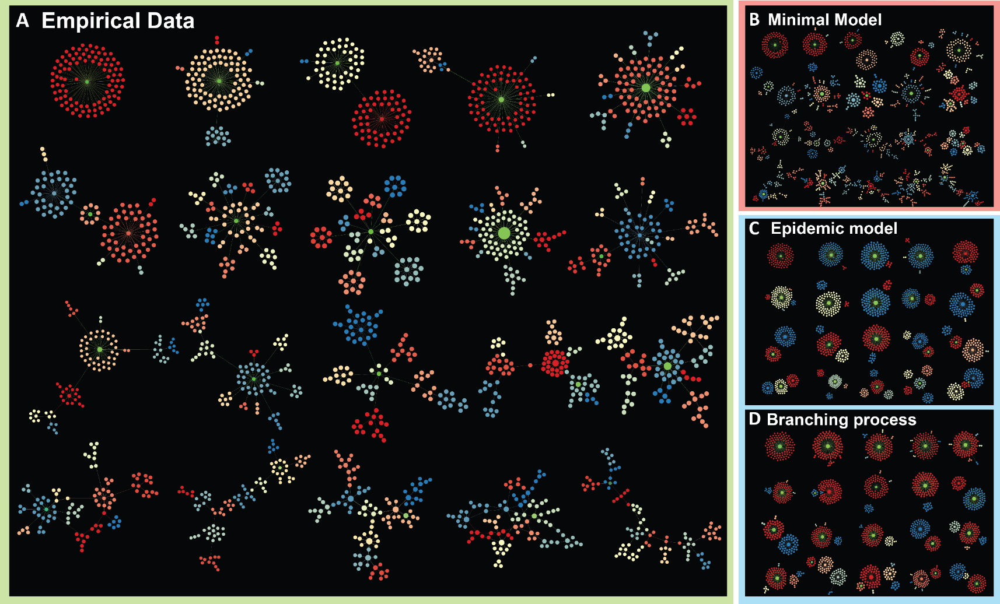 A Empirical Data
B Minimal Model
C Epidemic model
D Branching process